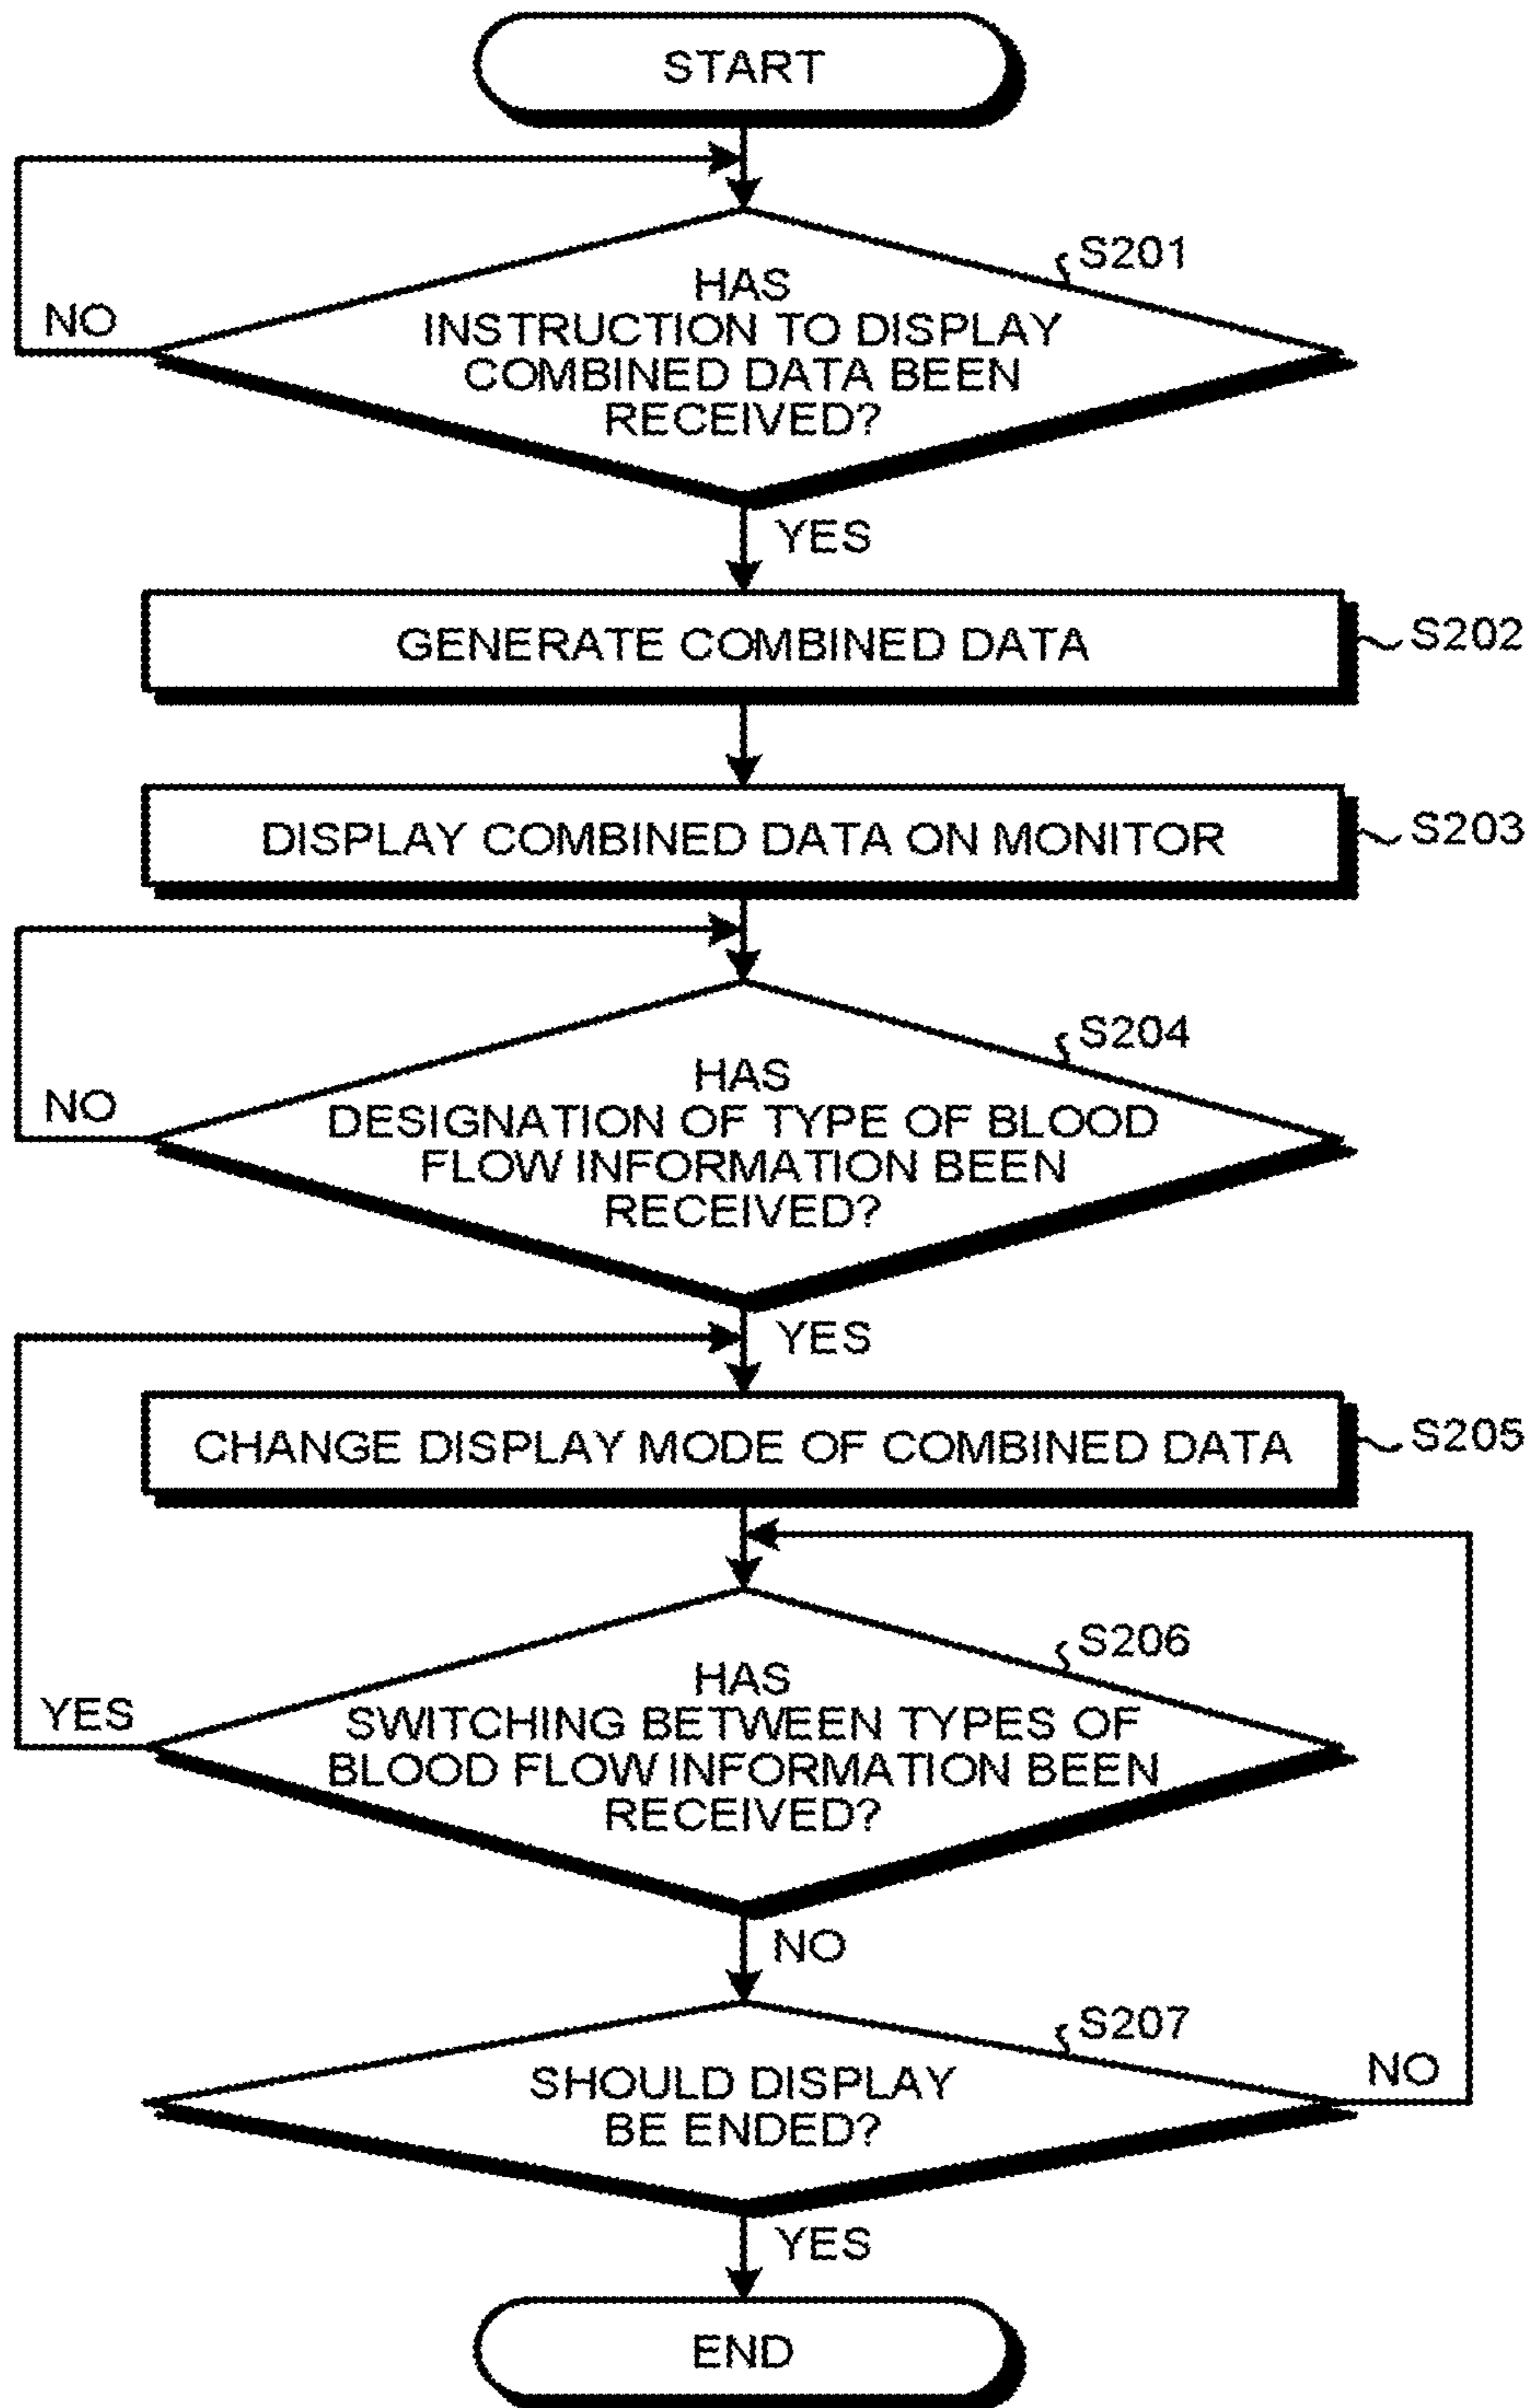 START
S201
HAS
INSTRUCTION TO DISPLAY
COMBINED DATA BEEN
RECEIVED?
NO
YES
GENERATE COMBINED DATA
S202
DISPLAY COMBINED DATA ON MONITOR
S203
S204
HAS
DESIGNATION OF TYPE OF BLOOD
FLOW INFORMATION BEEN
RECEIVED?
NO
YES
CHANGE DISPLAY MODE OF COMBINED DATA
S205
S206
HAS
SWITCHING BETWEEN TYPES OF
BLOOD FLOW INFORMATION BEEN
RECEIVED?
YES
NO
S207
SHOULD DISPLAY
BE ENDED?
NO
YES
END